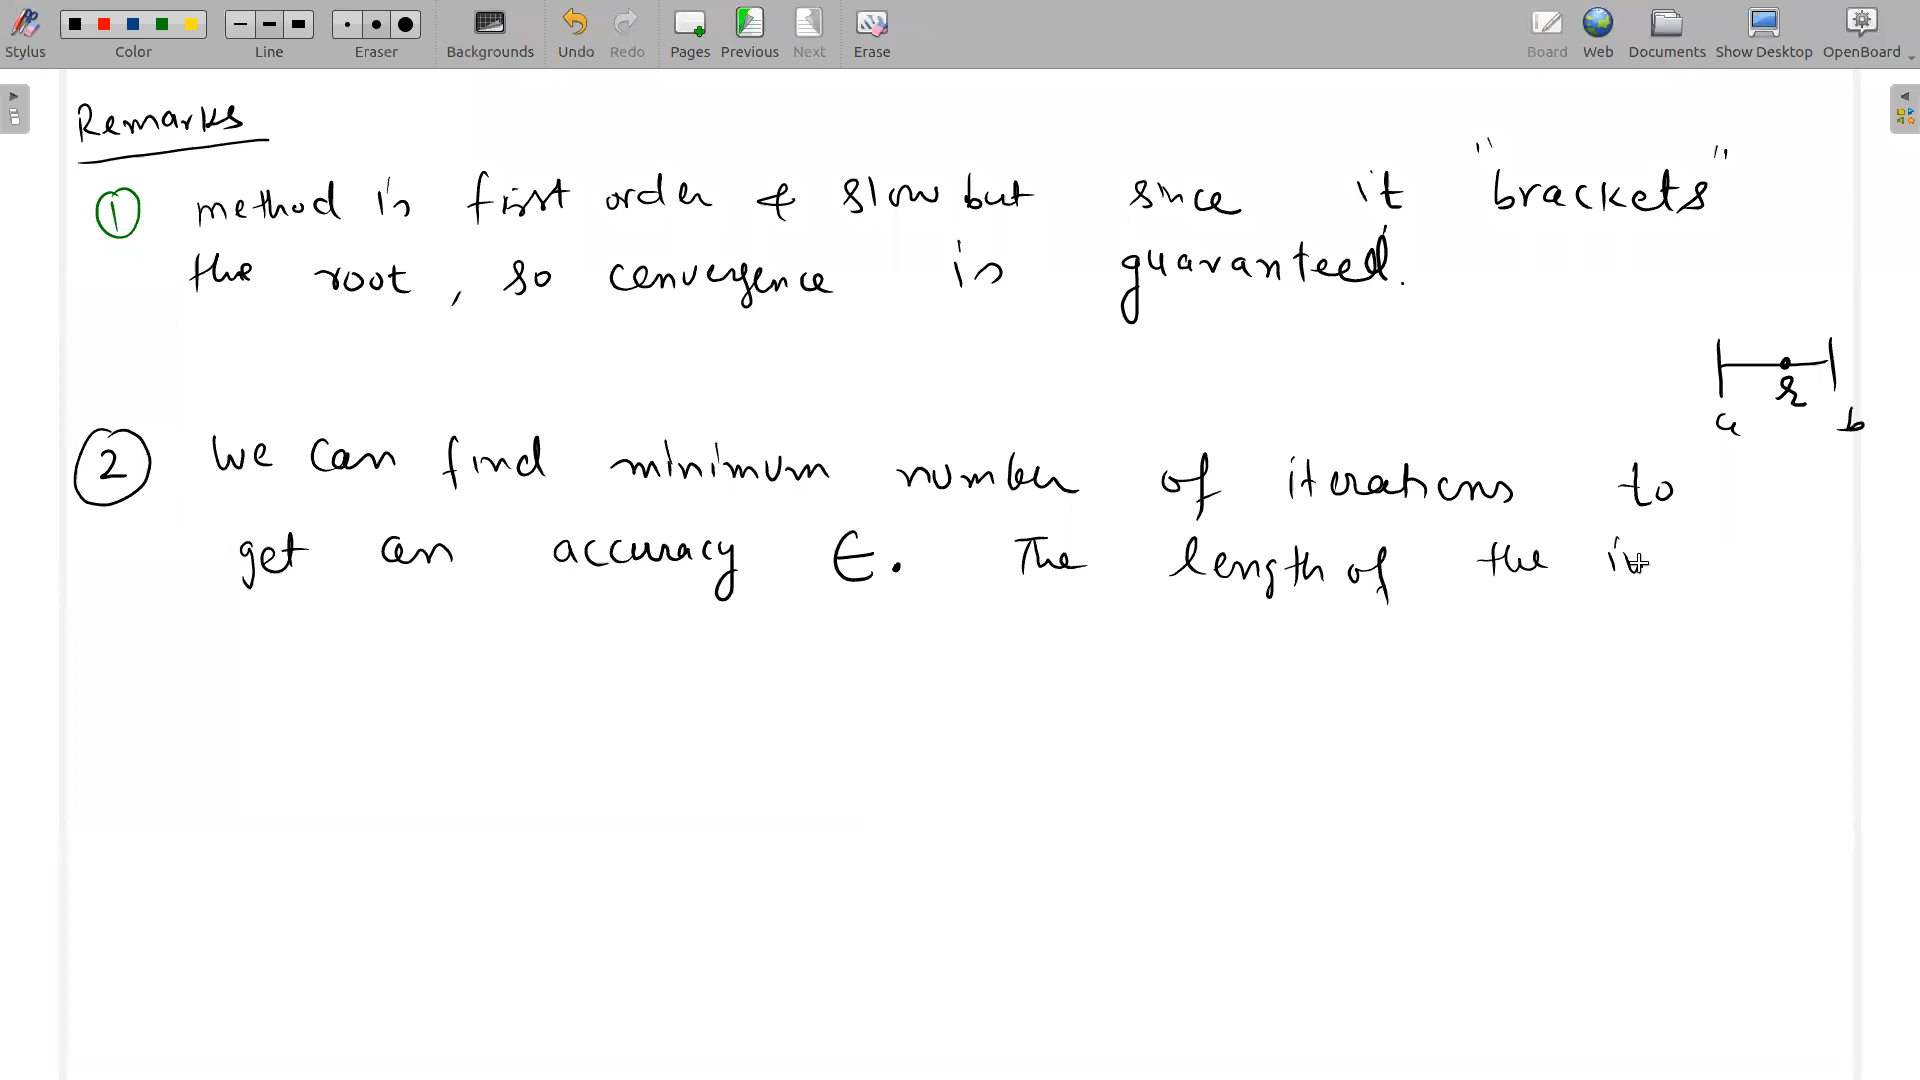 Stylus Color Line Eraser Backgrounds Undo Redo Pages Previous Next Erase Board Web Documents Show Desktop OpenBoard
Remarks
① method is first order & slow but since it "brackets"
the root, so convergence is guaranteed.
a r b
② We can find minimum number of iterations to
get an accuracy ∈. The length of the